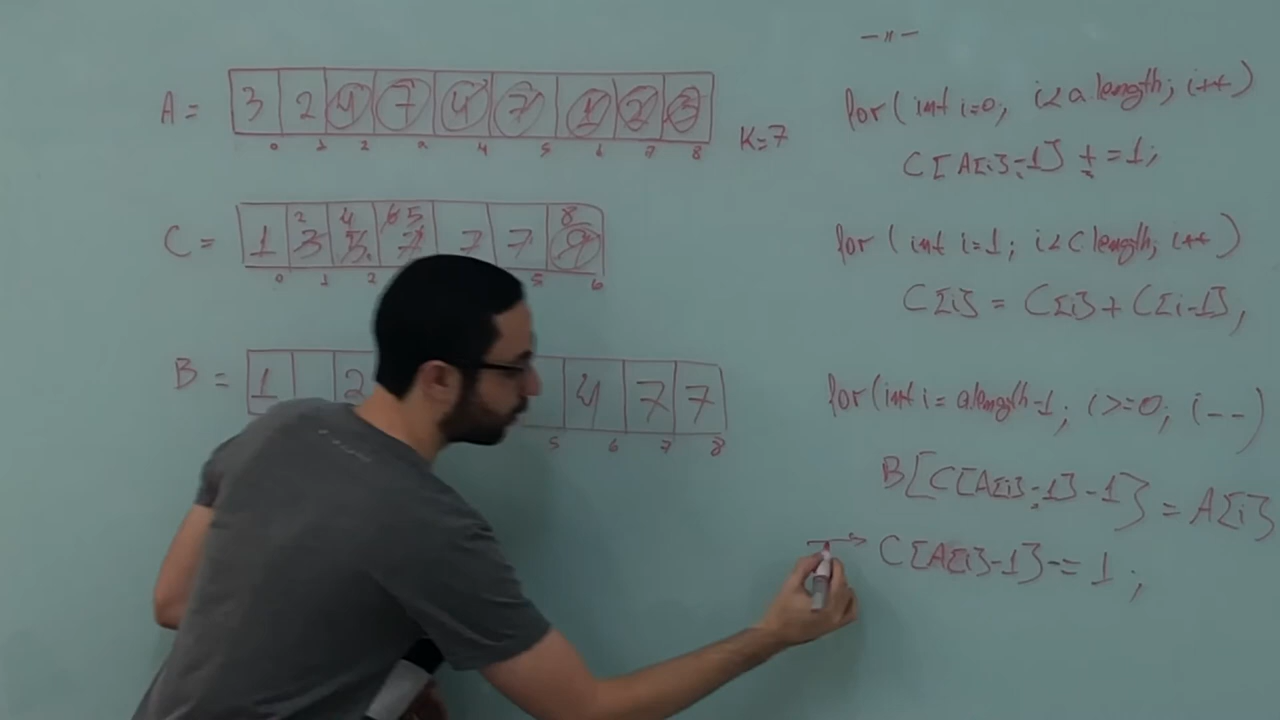 —"—
A = 3 2 4 7 4 7 1 2 3
0 1 2 3 4 5 6 7 8
K=7
for(int i=0; i<a.length; i++)
C[A[i]-1] += 1;
C = 1 3 5 7 7 7 9
2 4 6 5 8
0 1 2 5 6
for(int i=1; i<C.length; i++)
C[i] = C[i]+C[i-1],
B = 1 2 4 7 7
5 6 7 8
for(int i=a.length-1; i>=0; i--)
B[C[A[i]-1]-1] = A[i]
→ C[A[i]-1] -= 1;